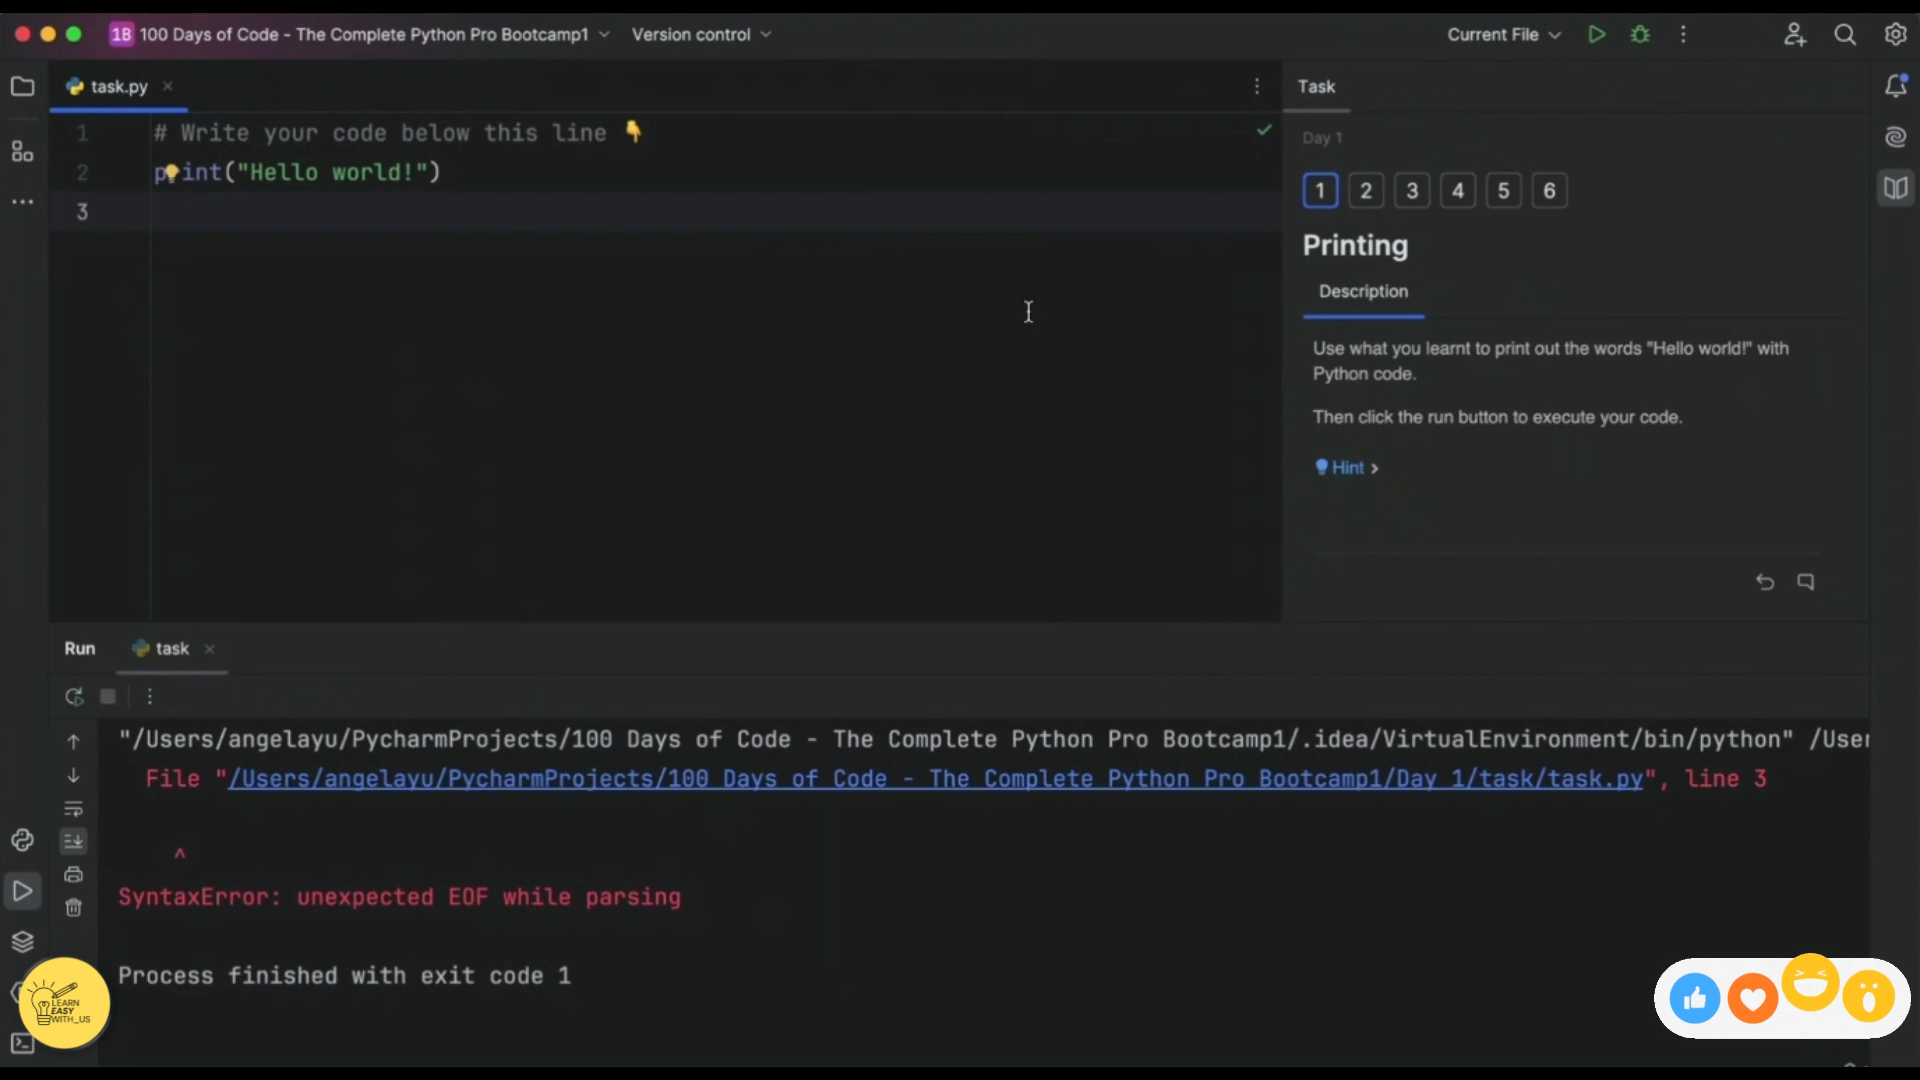 1B 100 Days of Code - The Complete Python Pro Bootcamp1 Version control Current File
task.py
Task
1 # Write your code below this line 👇
2 print("Hello world!")
3
Day 1
1 2 3 4 5 6
Printing
Description
Use what you learnt to print out the words "Hello world!" with
Python code.
Then click the run button to execute your code.
Hint >
Run task
"/Users/angelayu/PycharmProjects/100 Days of Code - The Complete Python Pro Bootcamp1/.idea/VirtualEnvironment/bin/python" /User
File "/Users/angelayu/PycharmProjects/100 Days of Code - The Complete Python Pro Bootcamp1/Day 1/task/task.py", line 3
^
SyntaxError: unexpected EOF while parsing
Process finished with exit code 1
LEARN
EASY
WITH_US